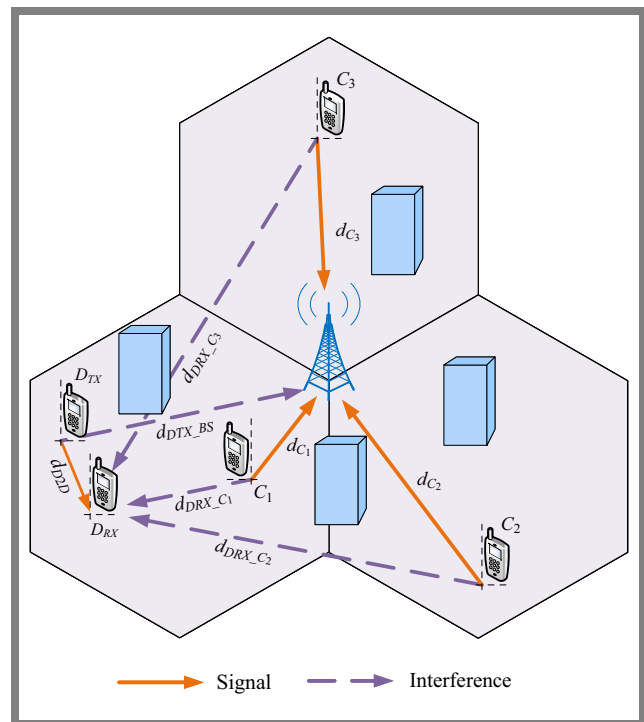 C3
dC3
dDRX_C3
DTX
dDTX_BS
dD2D
DRX
dDRX_C1
C1
dC1
dC2
C2
dDRX_C2
Signal
Interference